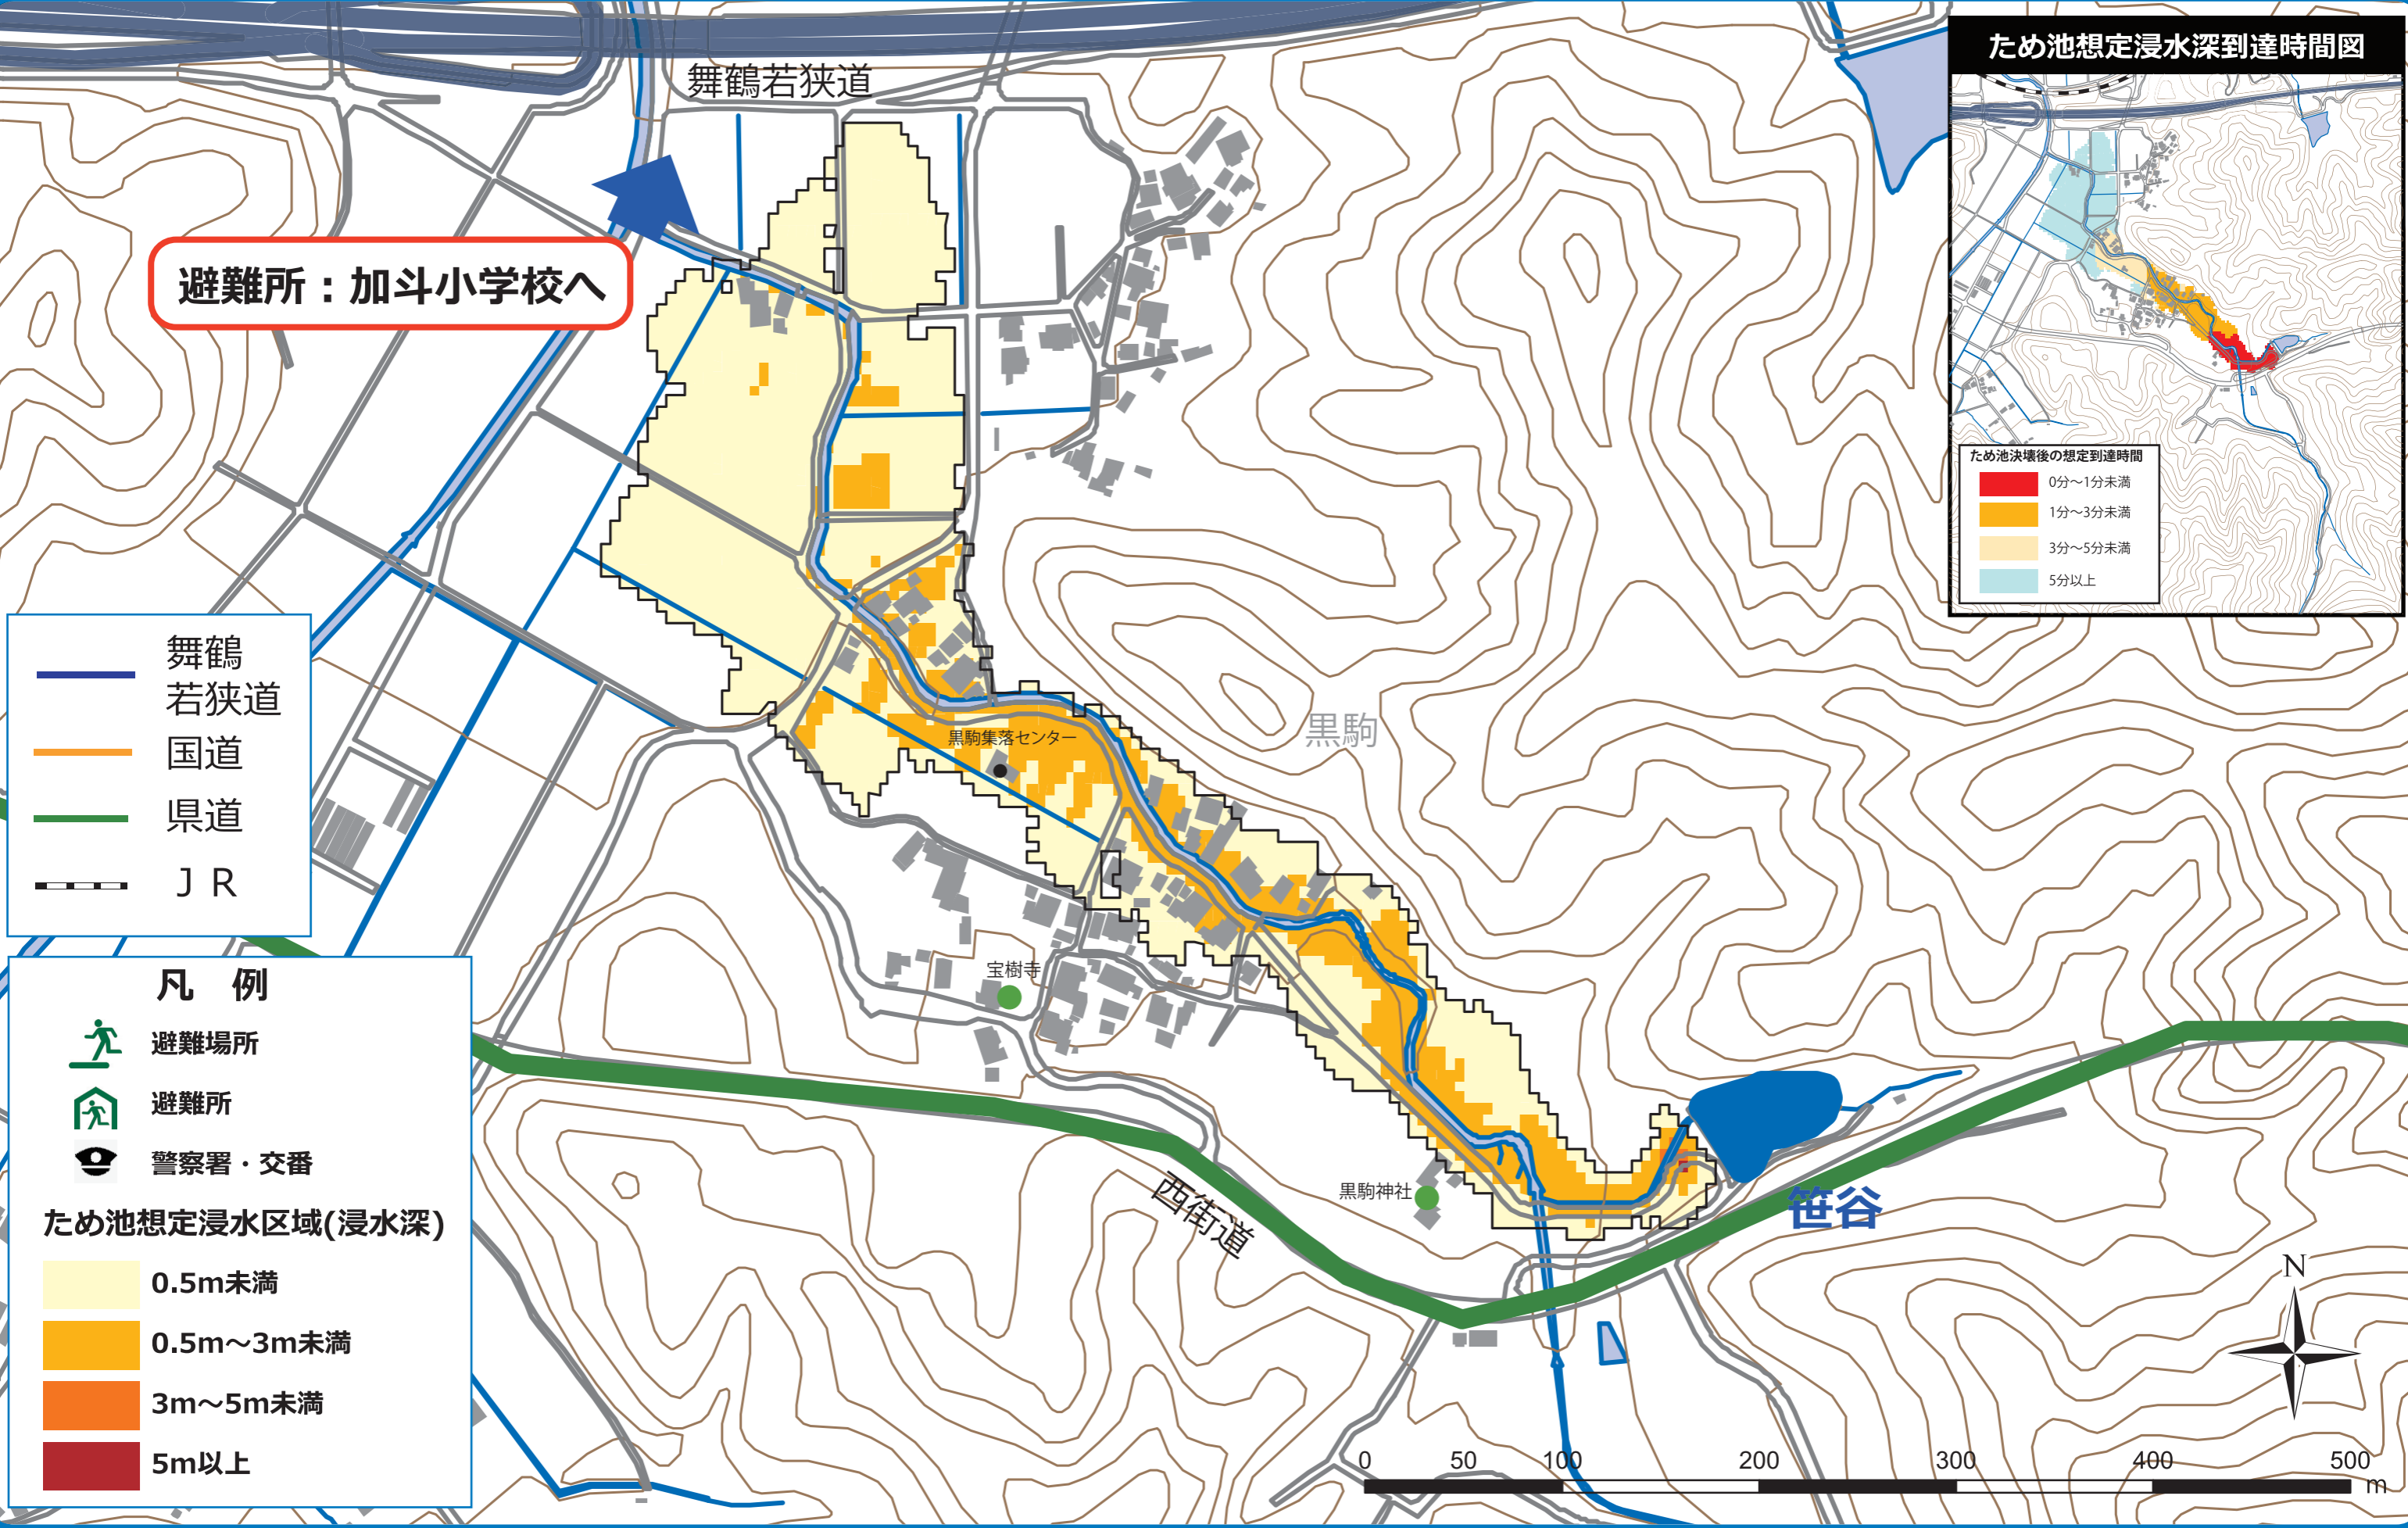 舞鶴若狭道
避難所：加斗小学校へ
ため池想定浸水深到達時間図
ため池決壊後の想定到達時間
0分～1分未満
1分～3分未満
3分～5分未満
5分以上
舞鶴
若狭道
国道
県道
ＪＲ
黒駒
黒駒集落センター
宝樹寺
黒駒神社
西街道
笹谷
凡　例
避難場所
避難所
警察署・交番
ため池想定浸水区域(浸水深)
0.5m未満
0.5m～3m未満
3m～5m未満
5m以上
N
0 50 100 200 300 400 500
m